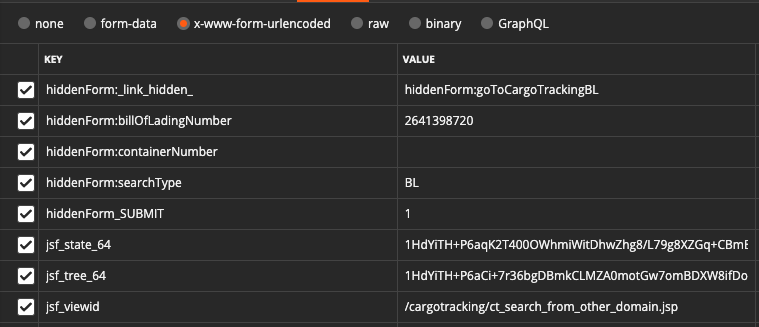 none form-data x-www-form-urlencoded raw binary GraphQL
KEY VALUE
hiddenForm:_link_hidden_ hiddenForm:goToCargoTrackingBL
hiddenForm:billOfLadingNumber 2641398720
hiddenForm:containerNumber
hiddenForm:searchType BL
hiddenForm_SUBMIT 1
jsf_state_64 1HdYiTH+P6aqK2T400OWhmiWitDhwZhg8/L79g8XZGq+CBmE
jsf_tree_64 1HdYiTH+P6aCi+7r36bgDBmkCLMZA0motGw7omBDXW8ifDo
jsf_viewid /cargotracking/ct_search_from_other_domain.jsp